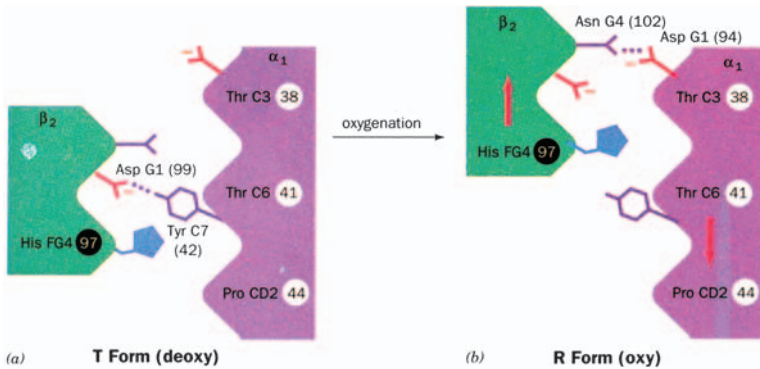 β2
α1
Thr C3 38
Asp G1 (99)
Thr C6 41
Tyr C7
(42)
His FG4 97
Pro CD2 44
(a) T Form (deoxy)
oxygenation
Asn G4 (102)
Asp G1 (94)
β2
α1
Thr C3 38
His FG4 97
Thr C6 41
Pro CD2 44
(b) R Form (oxy)